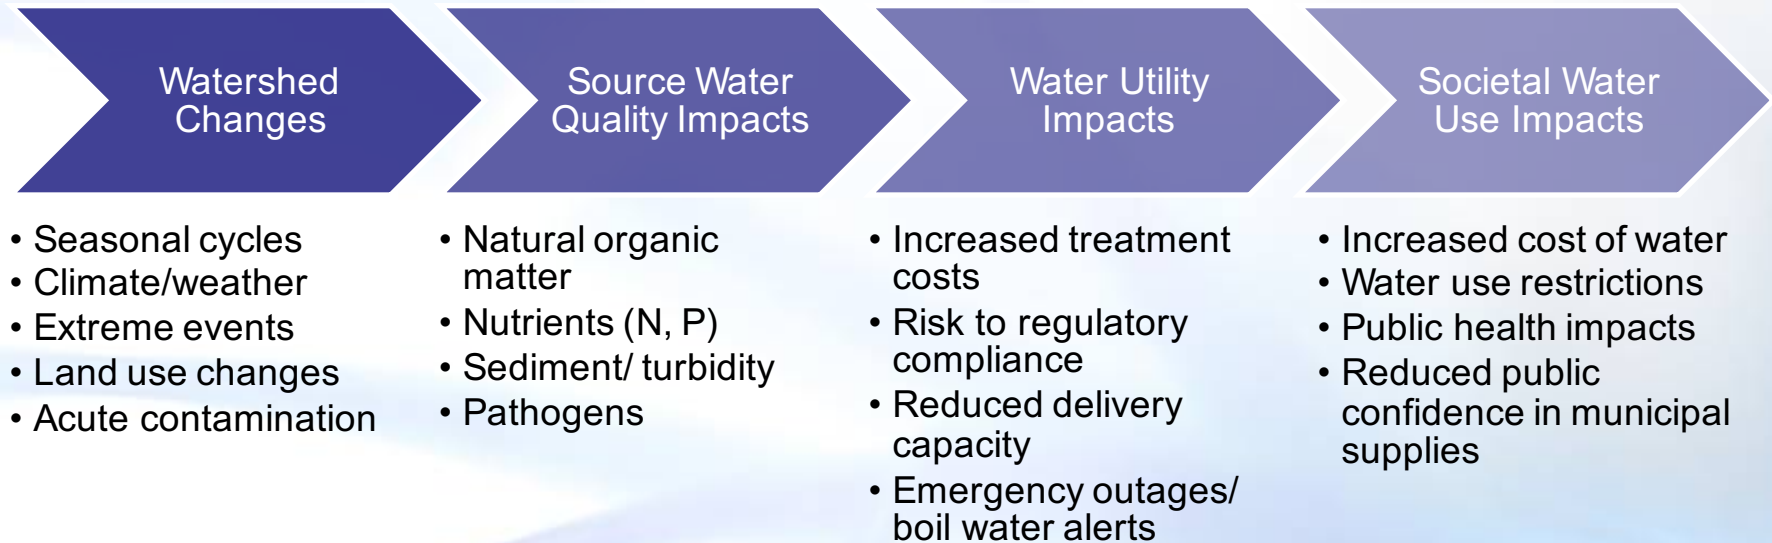 Watershed
Changes
Source Water
Quality Impacts
Water Utility
Impacts
Societal Water
Use Impacts
• Seasonal cycles
• Climate/weather
• Extreme events
• Land use changes
• Acute contamination
• Natural organic
matter
• Nutrients (N, P)
• Sediment/ turbidity
• Pathogens
• Increased treatment
costs
• Risk to regulatory
compliance
• Reduced delivery
capacity
• Emergency outages/
boil water alerts
• Increased cost of water
• Water use restrictions
• Public health impacts
• Reduced public
confidence in municipal
supplies